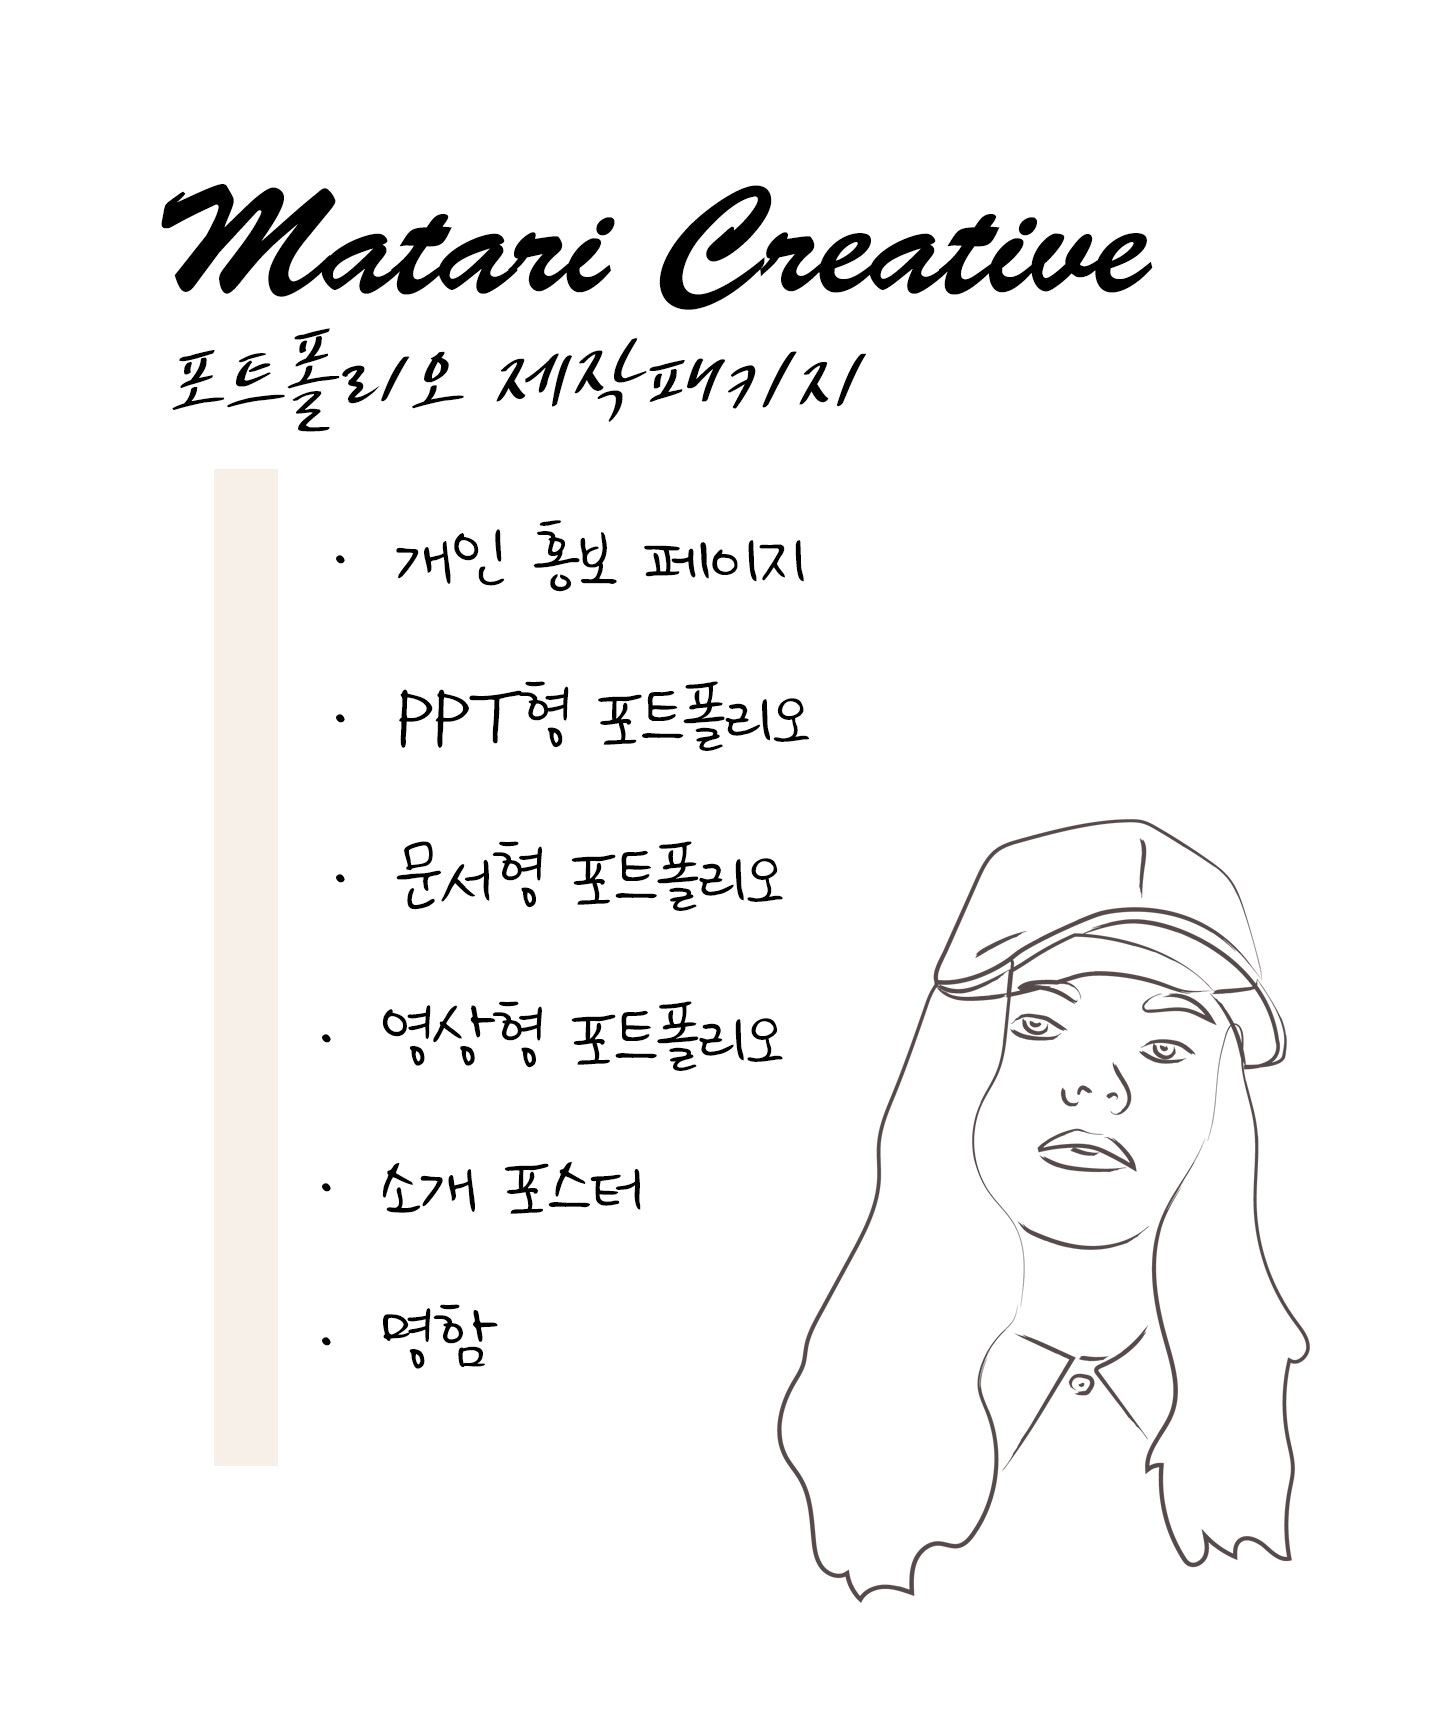 Matari Creative
포트폴리오 제작패키지
· 개인 홍보 페이지
· PPT형 포트폴리오
· 문서형 포트폴리오
· 영상형 포트폴리오
· 소개 포스터
· 명함